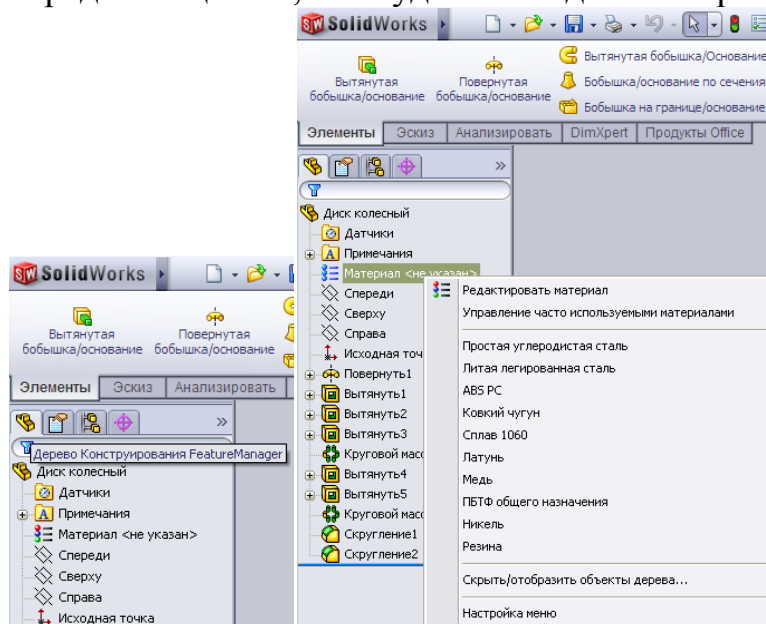 SolidWorks
Вытянутая бобышка/основание
Повернутая бобышка/основание
Вытянутая бобышка/Основание
Бобышка/основание по сечения
Бобышка на границе/основание
Элементы Эскиз Анализировать DimXpert Продукты Office
Диск колесный
Датчики
Примечания
Материал <не указан>
Спереди
Сверху
Справа
Исходная точ
Повернуть1
Вытянуть1
Вытянуть2
Вытянуть3
Круговой масс
Вытянуть4
Вытянуть5
Круговой масс
Скругление1
Скругление2
Редактировать материал
Управление часто используемыми материалами
Простая углеродистая сталь
Литая легированная сталь
ABS PC
Ковкий чугун
Сплав 1060
Латунь
Медь
ПБТФ общего назначения
Никель
Резина
Скрыть/отобразить объекты дерева...
Настройка меню
SolidWorks
Вытянутая бобышка/основание
Повернутая бобышка/основание
Элементы Эскиз Анализировать
Дерево Конструирования FeatureManager
Диск колесный
Датчики
Примечания
Материал <не указан>
Спереди
Сверху
Справа
Исходная точка